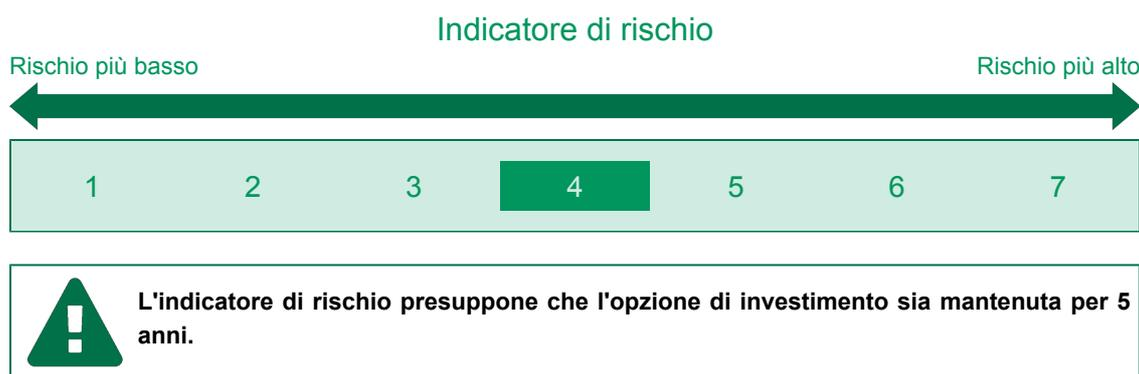 Indicatore di rischio
Rischio più basso
Rischio più alto
1 2 3 4 5 6 7
L'indicatore di rischio presuppone che l'opzione di investimento sia mantenuta per 5
anni.